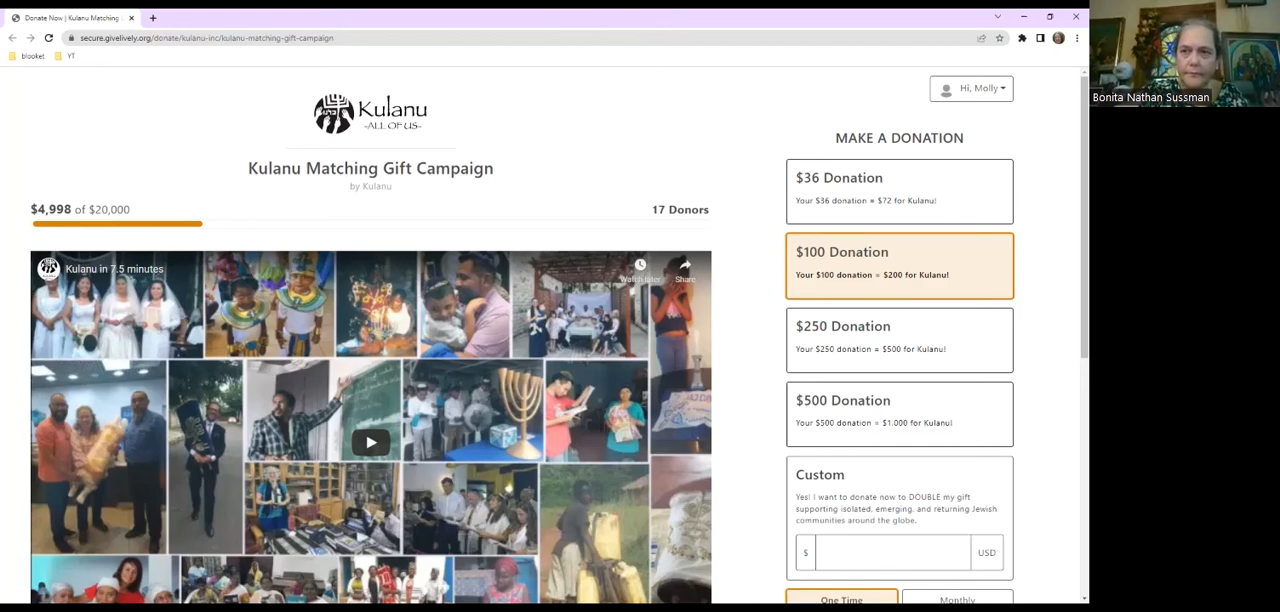 Donate Now | Kulanu Matching
secure.givelively.org/donate/kulanu-inc/kulanu-matching-gift-campaign
blooket
YT
Bonita Nathan Sussman
Hi, Molly
Kulanu
-ALL OF US-
Kulanu Matching Gift Campaign
by Kulanu
$4,998 of $20,000
17 Donors
Kulanu in 7.5 minutes
Watch later
Share
MAKE A DONATION
$36 Donation
Your $36 donation = $72 for Kulanu!
$100 Donation
Your $100 donation = $200 for Kulanu!
$250 Donation
Your $250 donation = $500 for Kulanu!
$500 Donation
Your $500 donation = $1,000 for Kulanu!
Custom
Yes! I want to donate now to DOUBLE my gift
supporting isolated, emerging, and returning Jewish
communities around the globe.
$
USD
One Time
Monthly